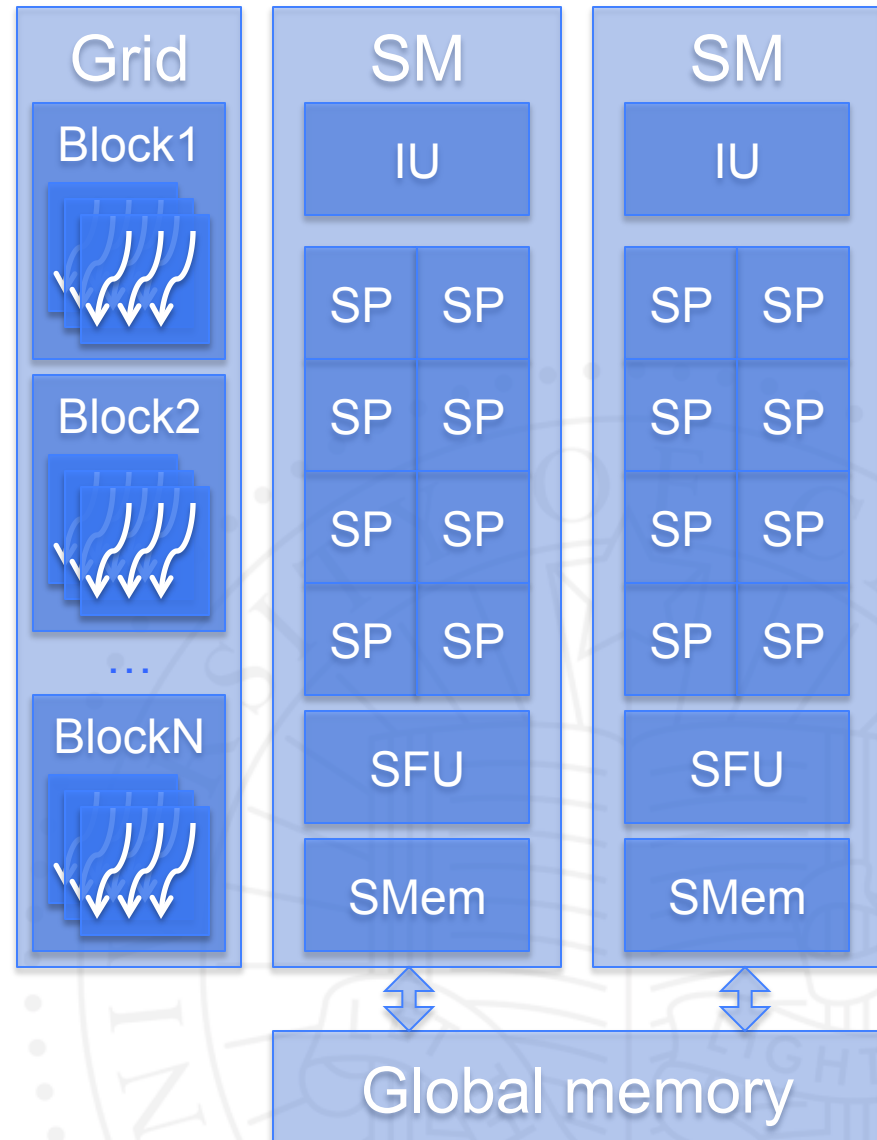 Grid
Block1
Block2
...
BlockN
SM
IU
SP SP
SP SP
SP SP
SP SP
SFU
SMem
SM
IU
SP SP
SP SP
SP SP
SP SP
SFU
SMem
Global memory